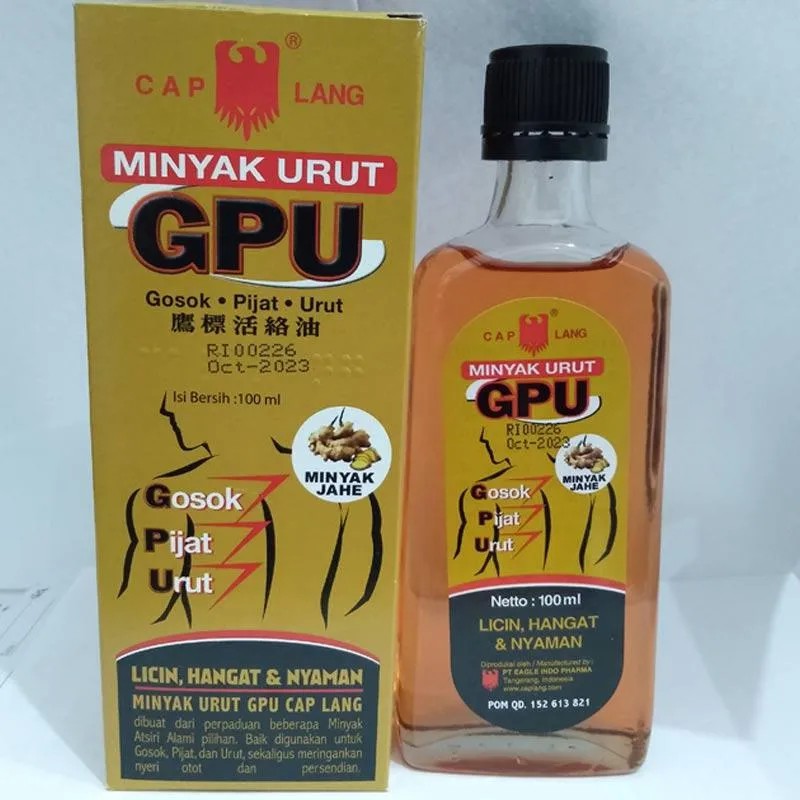 CAP LANG ®
MINYAK URUT
GPU
Gosok • Pijat • Urut
鷹標活絡油
RI00226
Oct-2023
Isi Bersih :100 ml
MINYAK
JAHE
Gosok
Pijat
Urut
LICIN, HANGAT & NYAMAN
MINYAK URUT GPU CAP LANG
dibuat dari perpaduan beberapa Minyak
Atsiri Alami pilihan. Baik digunakan untuk
Gosok, Pijat, dan Urut, sekaligus meringankan
nyeri otot dan persendian.
CAP LANG ®
MINYAK URUT
GPU
RI00226
Oct-2023
MINYAK
JAHE
Gosok
Pijat
Urut
Netto : 100 ml
LICIN, HANGAT
& NYAMAN
Diproduksi oleh / Manufactured by :
PT EAGLE INDO PHARMA
Tangerang, Indonesia
www.caplang.com
POM QD. 152 613 821